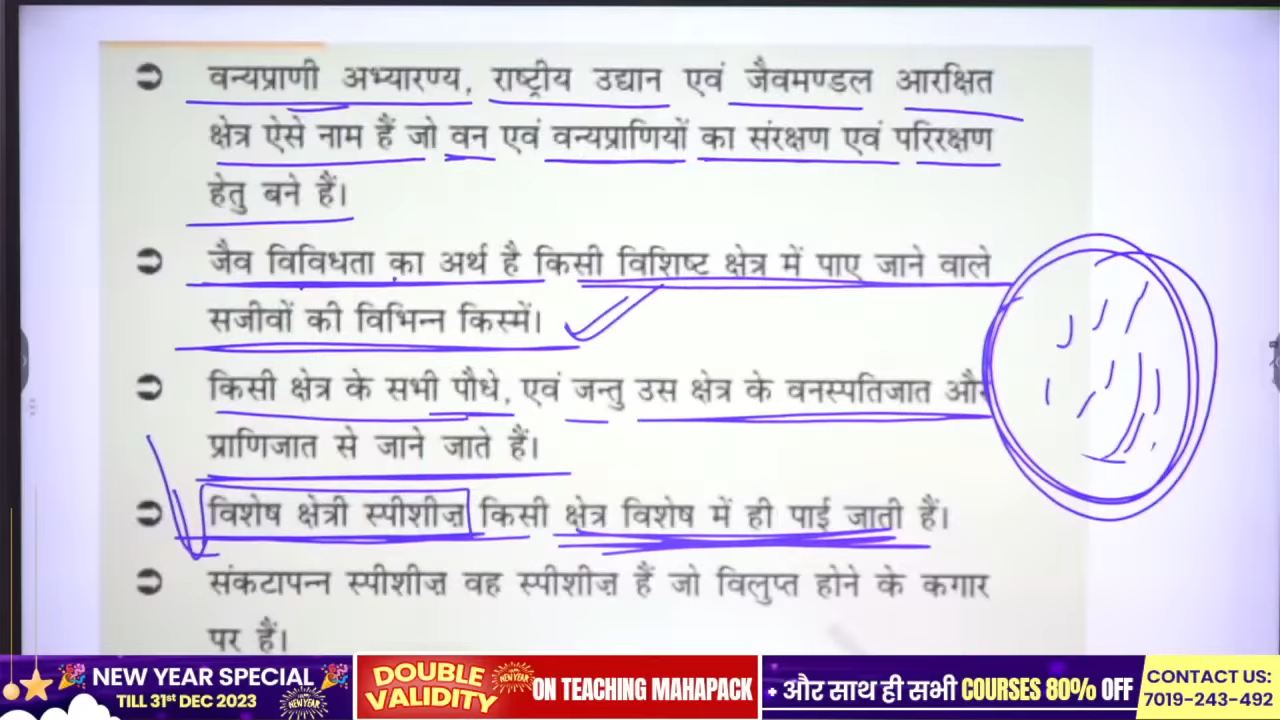 वन्यप्राणी अभ्यारण्य, राष्ट्रीय उद्यान एवं जैवमण्डल आरक्षित
क्षेत्र ऐसे नाम हैं जो वन एवं वन्यप्राणियों का संरक्षण एवं परिरक्षण
हेतु बने हैं।
जैव विविधता का अर्थ है किसी विशिष्ट क्षेत्र में पाए जाने वाले
सजीवों की विभिन्न किस्में।
किसी क्षेत्र के सभी पौधे, एवं जन्तु उस क्षेत्र के वनस्पतिजात और
प्राणिजात से जाने जाते हैं।
विशेष क्षेत्री स्पीशीज़ किसी क्षेत्र विशेष में ही पाई जाती हैं।
संकटापन्न स्पीशीज़ वह स्पीशीज़ हैं जो विलुप्त होने के कगार
पर हैं।
NEW YEAR SPECIAL
TILL 31st DEC 2023
DOUBLE
VALIDITY
NEW YEAR
ON TEACHING MAHAPACK
+ और साथ ही सभी COURSES 80% OFF
CONTACT US:
7019-243-492